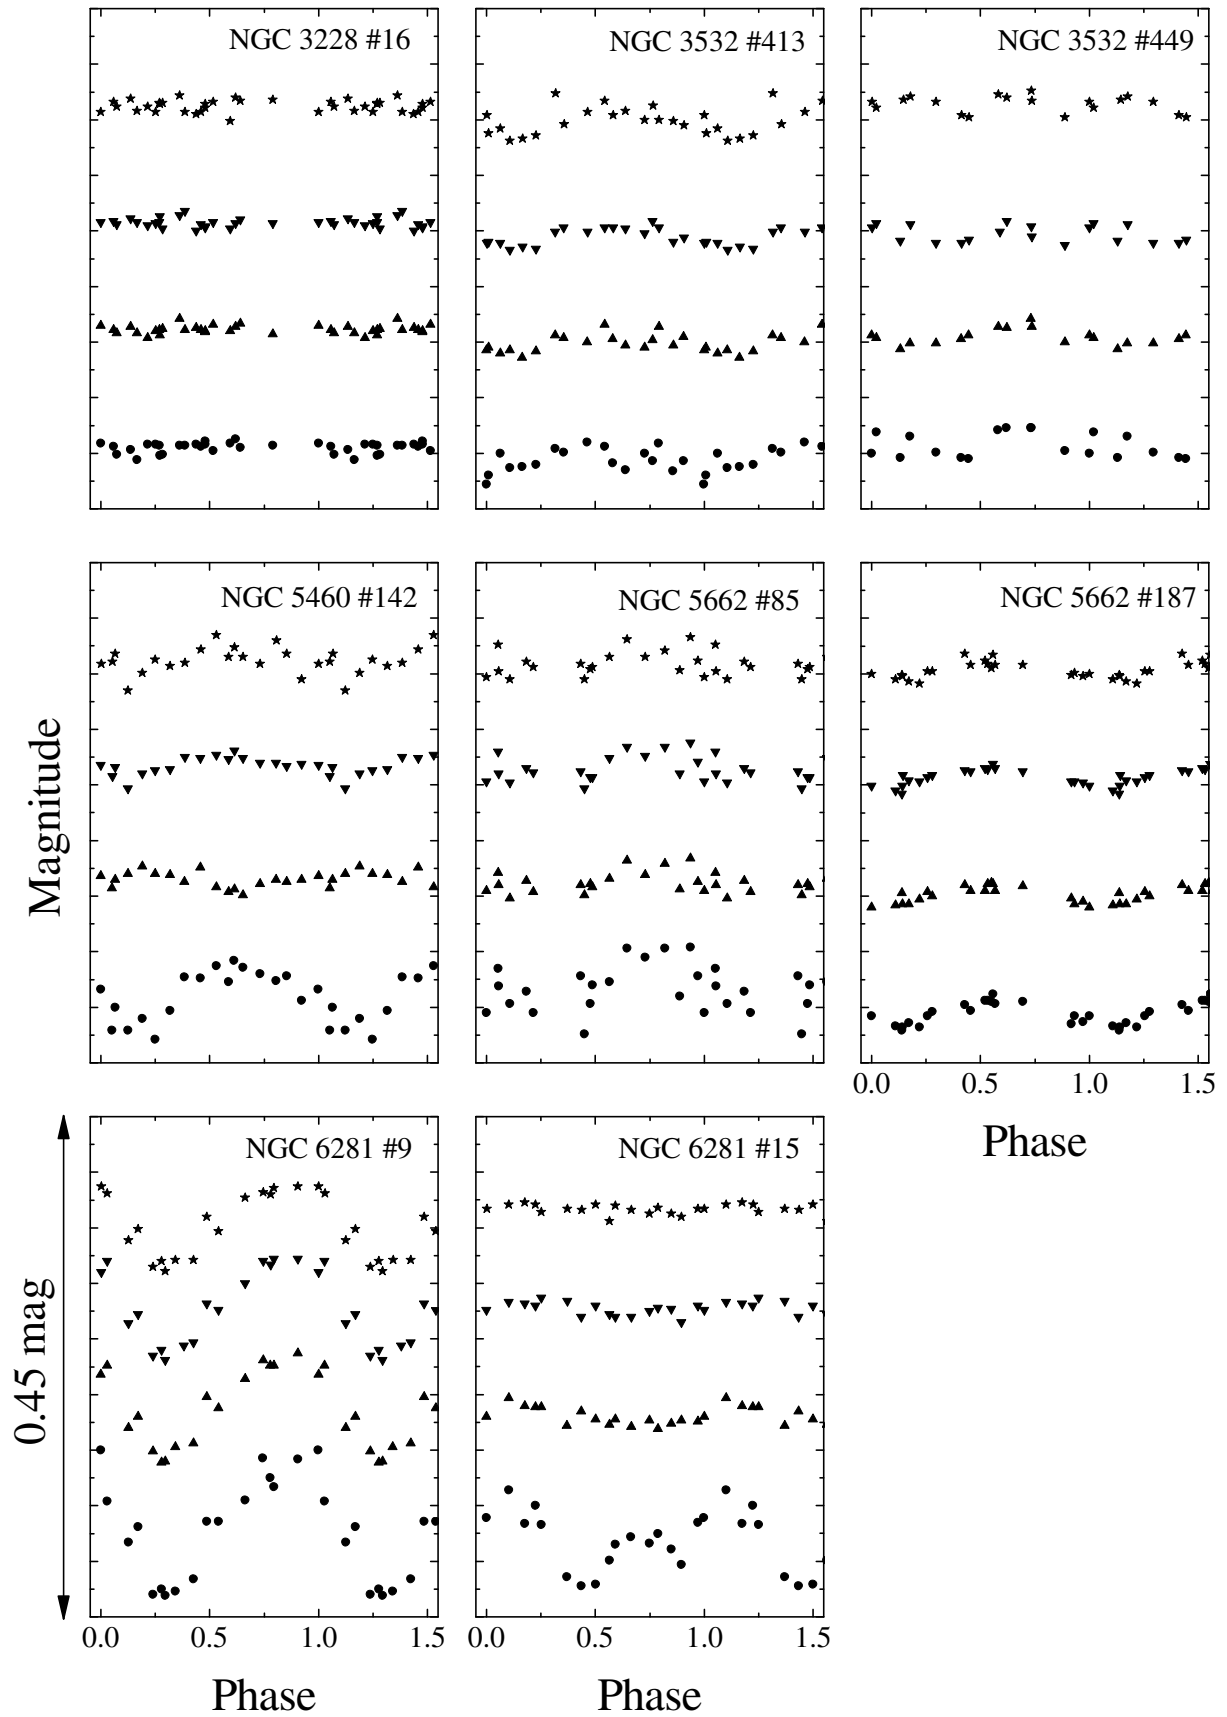 NGC 3228 #16
NGC 3532 #413
NGC 3532 #449
NGC 5460 #142
NGC 5662 #85
NGC 5662 #187
Magnitude
0.0 0.5 1.0 1.5
Phase
NGC 6281 #9
NGC 6281 #15
0.45 mag
0.0 0.5 1.0 1.5
0.0 0.5 1.0 1.5
Phase
Phase